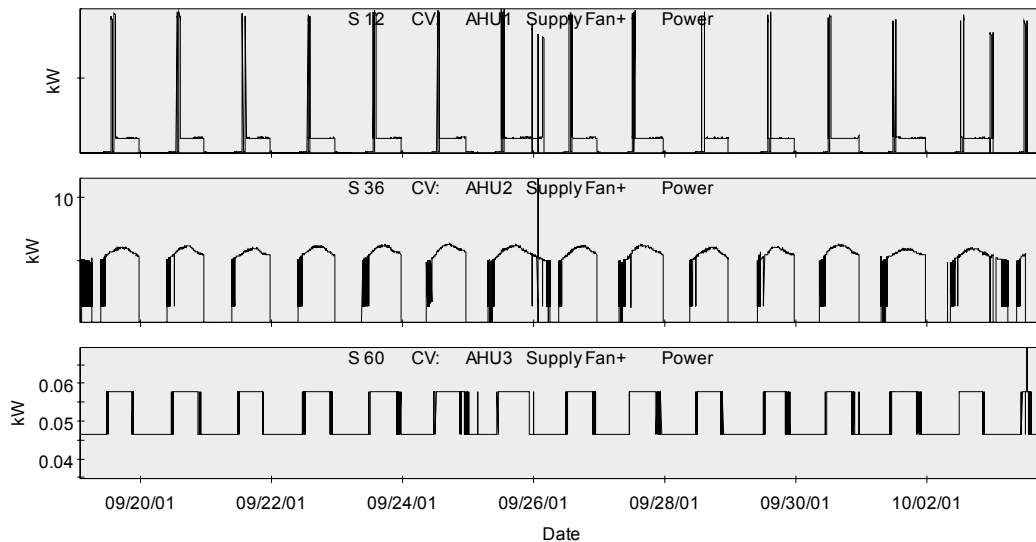 S 12 CV: AHU1 Supply Fan+ Power
kW
S 36 CV: AHU2 Supply Fan+ Power
10
kW
S 60 CV: AHU3 Supply Fan+ Power
0.06
0.05
0.04
kW
09/20/01 09/22/01 09/24/01 09/26/01 09/28/01 09/30/01 10/02/01
Date